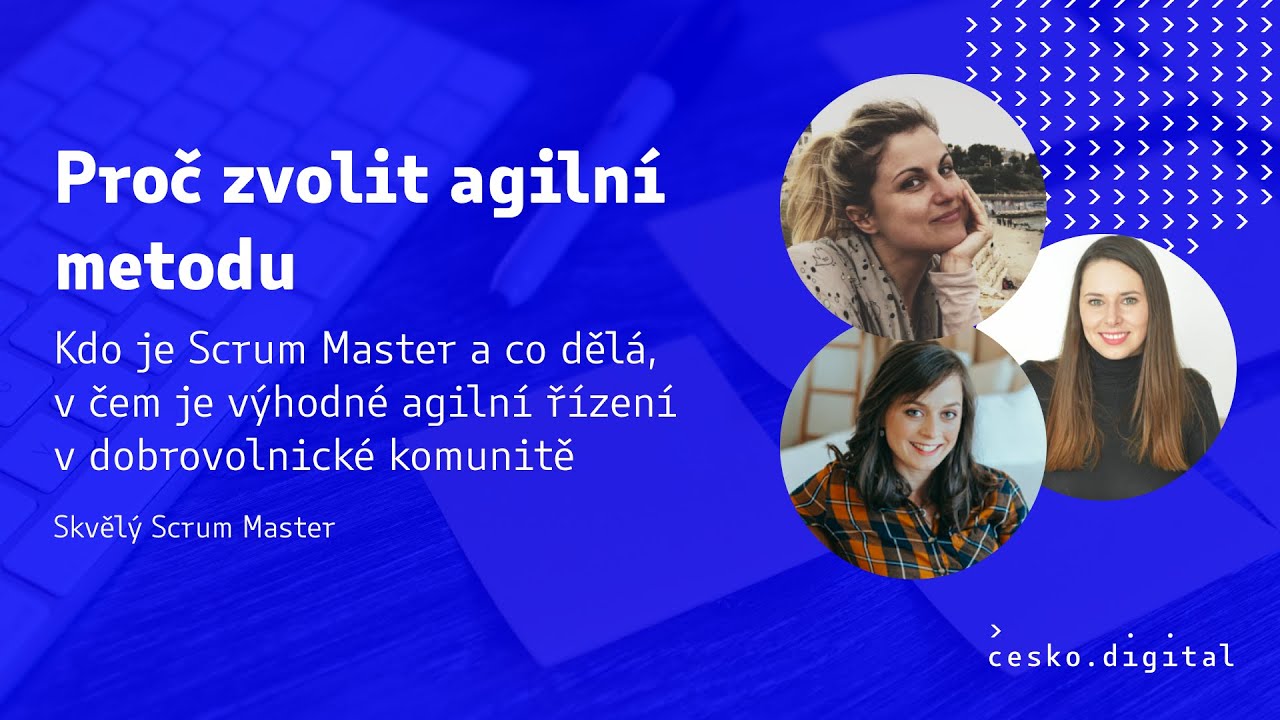 Proč zvolit agilní
metodu
Kdo je Scrum Master a co dělá,
v čem je výhodné agilní řízení
v dobrovolnické komunitě
Skvělý Scrum Master
cesko.digital